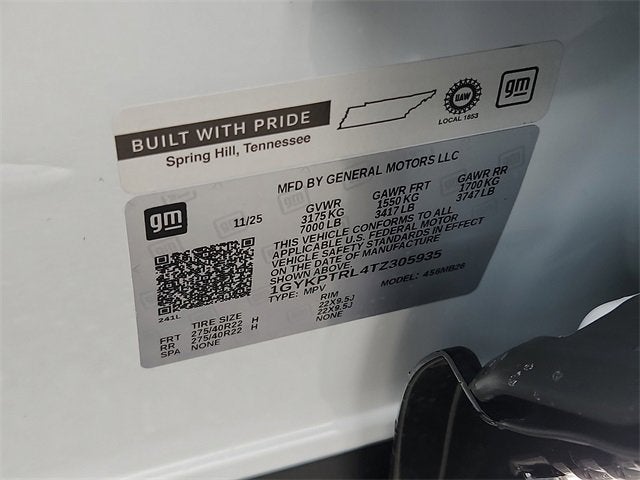 BUILT WITH PRIDE
Spring Hill, Tennessee
UAW
LOCAL 1853
gm
MFD BY GENERAL MOTORS LLC
gm
11/25
GVWR GAWR FRT GAWR RR
3175 KG 1550 KG 1700 KG
7000 LB 3417 LB 3747 LB
THIS VEHICLE CONFORMS TO ALL
APPLICABLE U.S. FEDERAL MOTOR
VEHICLE SAFETY STANDARDS IN EFFECT
ON THE DATE OF MANUFACTURE
SHOWN ABOVE.
1GYKPTRL4TZ305935
TYPE: MPV MODEL: 456MB26
241L
TIRE SIZE RIM
FRT 275/40R22 H 22X9.5J
RR 275/40R22 H 22X9.5J
SPA NONE NONE